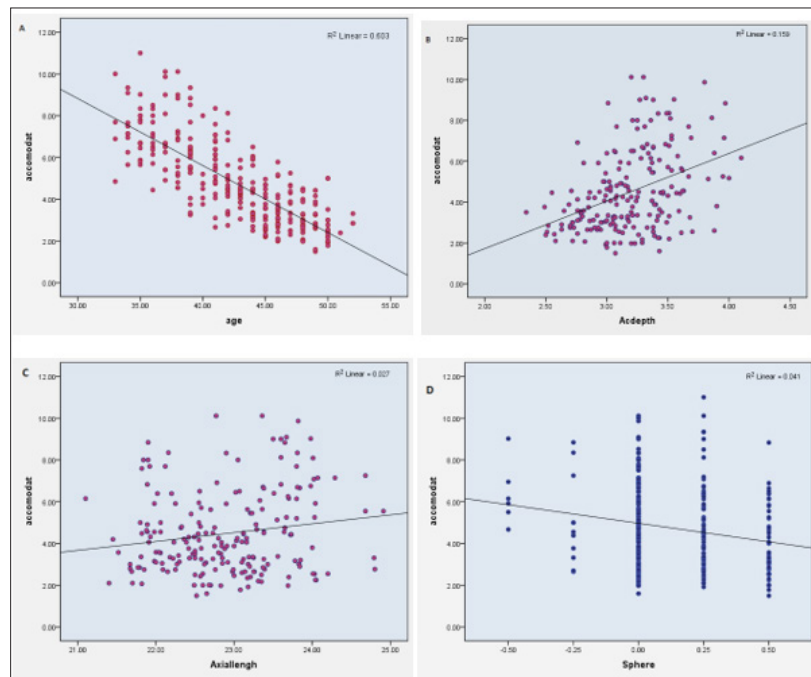 A
R² Linear = 0.603
12.00
10.00
8.00
6.00
4.00
2.00
0.00
accomodat
30.00 35.00 40.00 45.00 50.00 55.00
age
B
R² Linear = 0.159
12.00
10.00
8.00
6.00
4.00
2.00
0.00
accomodat
2.00 2.50 3.00 3.50 4.00 4.50
Acdepth
C
R² Linear = 0.027
12.00
10.00
8.00
6.00
4.00
2.00
0.00
accomodat
21.00 22.00 23.00 24.00 25.00
Axiallengh
D
R² Linear = 0.041
12.00
10.00
8.00
6.00
4.00
2.00
0.00
accomodat
-0.50 -0.25 0.00 0.25 0.50
Sphere